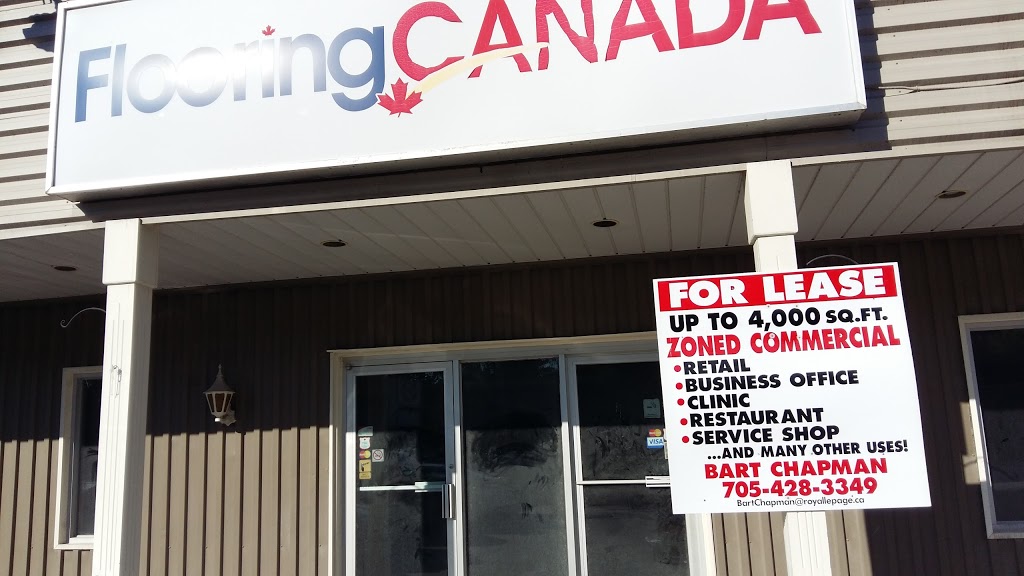 Flooring CANADA
FOR LEASE
UP TO 4,000 SQ.FT.
ZONED COMMERCIAL
•RETAIL
•BUSINESS OFFICE
•CLINIC
•RESTAURANT
•SERVICE SHOP
...AND MANY OTHER USES!
BART CHAPMAN
705-428-3349
BartChapman@royallepage.ca
VISA